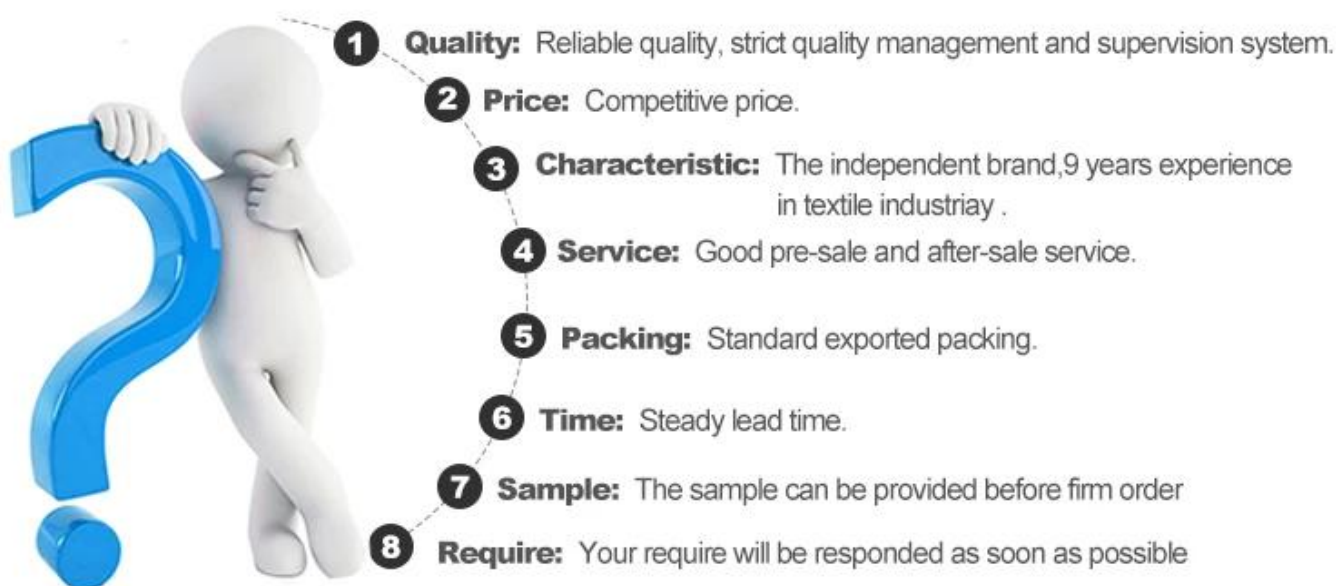 1 Quality: Reliable quality, strict quality management and supervision system.
2 Price: Competitive price.
3 Characteristic: The independent brand,9 years experience
in textile industriay .
4 Service: Good pre-sale and after-sale service.
5 Packing: Standard exported packing.
6 Time: Steady lead time.
7 Sample: The sample can be provided before firm order
8 Require: Your require will be responded as soon as possible